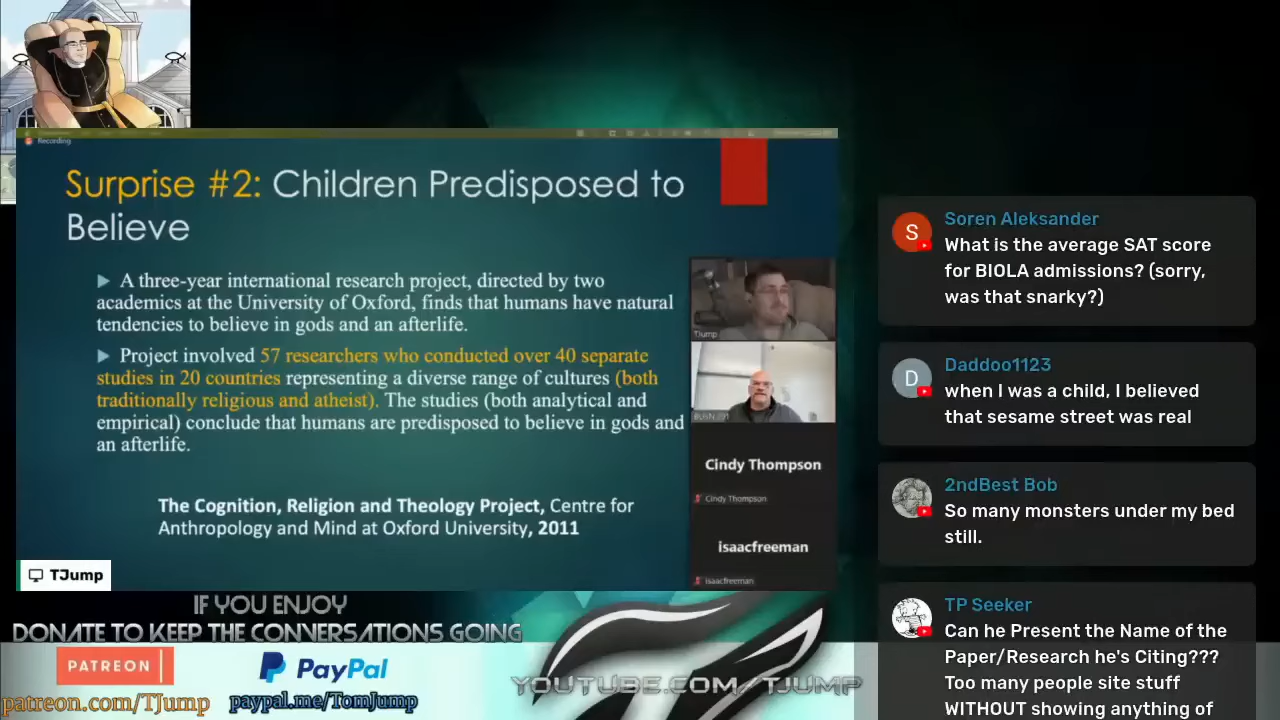 Recording
Surprise #2: Children Predisposed to
Believe
A three-year international research project, directed by two
academics at the University of Oxford, finds that humans have natural
tendencies to believe in gods and an afterlife.
Project involved 57 researchers who conducted over 40 separate
studies in 20 countries representing a diverse range of cultures (both
traditionally religious and atheist). The studies (both analytical and
empirical) conclude that humans are predisposed to believe in gods and
an afterlife.
The Cognition, Religion and Theology Project, Centre for
Anthropology and Mind at Oxford University, 2011
TJump
TJump
Cindy Thompson
Cindy Thompson
isaacfreeman
isaacfreeman
IF YOU ENJOY
DONATE TO KEEP THE CONVERSATIONS GOING
PATREON
PayPal
patreon.com/TJump
paypal.me/TomJump
YOUTUBE.COM/TJUMP
S
Soren Aleksander
What is the average SAT score
for BIOLA admissions? (sorry,
was that snarky?)
D
Daddoo1123
when I was a child, I believed
that sesame street was real
2ndBest Bob
So many monsters under my bed
still.
TP Seeker
Can he Present the Name of the
Paper/Research he's Citing???
Too many people site stuff
WITHOUT showing anything of